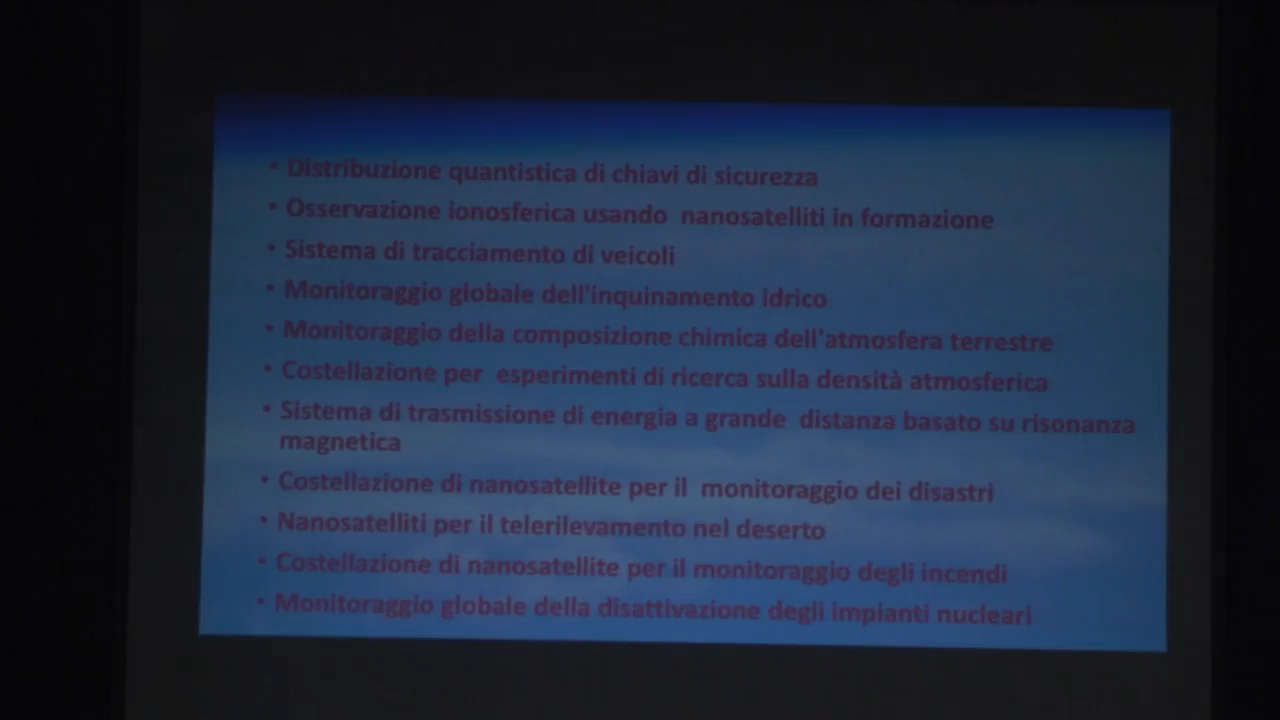 • Distribuzione quantistica di chiavi di sicurezza
• Osservazione ionosferica usando nanosatelliti in formazione
• Sistema di tracciamento di veicoli
• Monitoraggio globale dell'inquinamento idrico
• Monitoraggio della composizione chimica dell'atmosfera terrestre
• Costellazione per esperimenti di ricerca sulla densità atmosferica
• Sistema di trasmissione di energia a grande distanza basato su risonanza
magnetica
• Costellazione di nanosatellite per il monitoraggio dei disastri
• Nanosatelliti per il telerilevamento nel deserto
• Costellazione di nanosatellite per il monitoraggio degli incendi
• Monitoraggio globale della disattivazione degli impianti nucleari